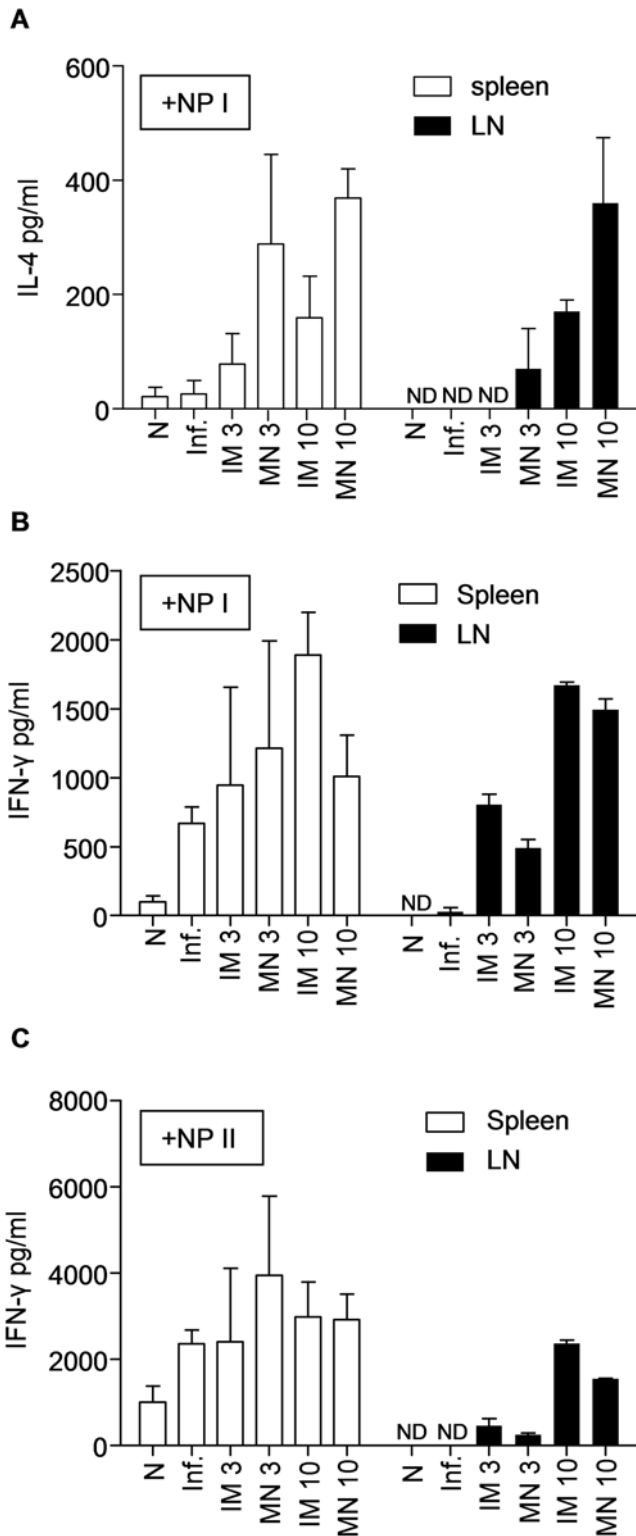 A
600
400
200
0
IL-4 pg/ml
+NP I
spleen
LN
ND ND ND
N
Inf.
IM 3
MN 3
IM 10
MN 10
N
Inf.
IM 3
MN 3
IM 10
MN 10
B
2500
2000
1500
1000
500
0
IFN-γ pg/ml
+NP I
Spleen
LN
ND
N
Inf.
IM 3
MN 3
IM 10
MN 10
N
Inf.
IM 3
MN 3
IM 10
MN 10
C
8000
6000
4000
2000
0
IFN-γ pg/ml
+NP II
Spleen
LN
ND ND
N
Inf.
IM 3
MN 3
IM 10
MN 10
N
Inf.
IM 3
MN 3
IM 10
MN 10